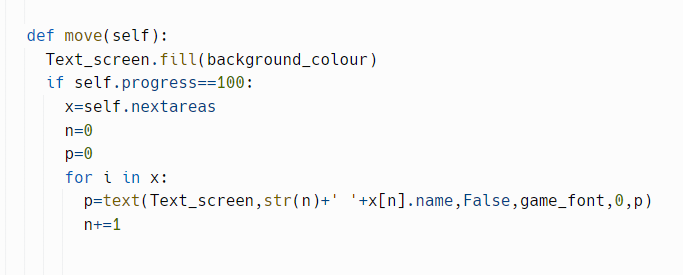 def move(self):
Text_screen.fill(background_colour)
if self.progress==100:
x=self.nextareas
n=0
p=0
for i in x:
p=text(Text_screen,str(n)+' '+x[n].name,False,game_font,0,p)
n+=1